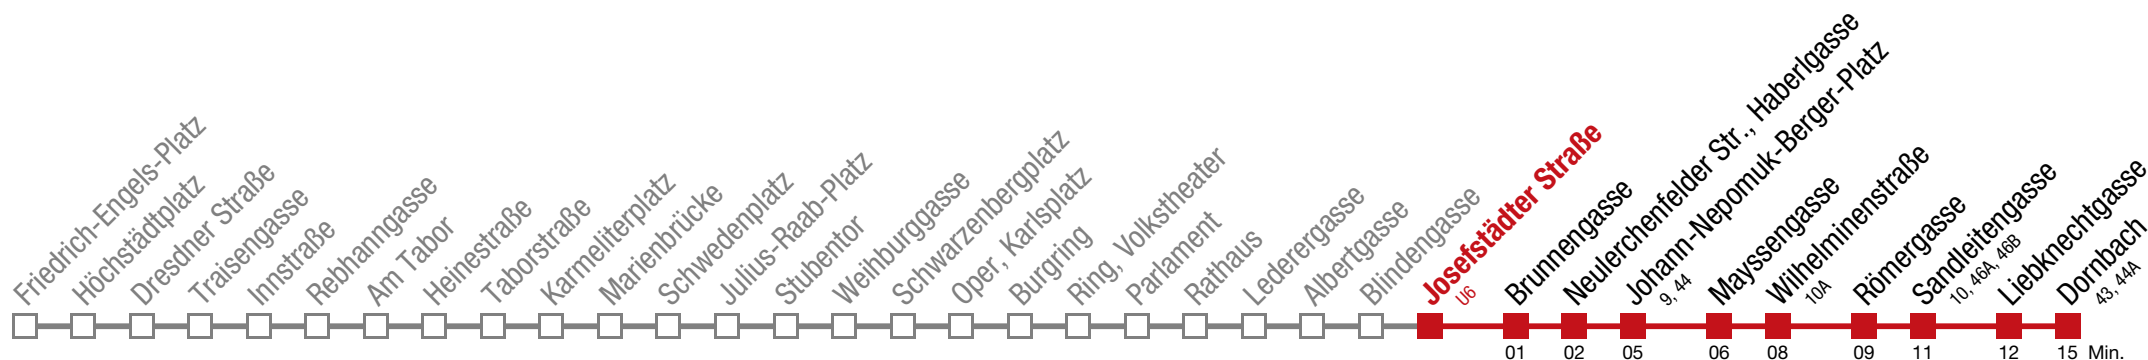 Friedrich-Engels-Platz
Höchstädtplatz
Dresdner Straße
Traisengasse
Innstraße
Rebhanngasse
Am Tabor
Heinestraße
Taborstraße
Karmeliterplatz
Marienbrücke
Schwedenplatz
Julius-Raab-Platz
Stubentor
Weihburggasse
Schwarzenbergplatz
Oper, Karlsplatz
Burgring
Ring, Volkstheater
Parlament
Rathaus
Lederergasse
Albertgasse
Blindengasse
Josefstädter Straße
U6
Brunnengasse
Neulerchenfelder Str., Haberlgasse
Johann-Nepomuk-Berger-Platz
9, 44
Mayssengasse
Wilhelminenstraße
10A
Römergasse
Sandleitengasse
10, 46A, 46B
Liebknechtgasse
Dornbach
43, 44A
01 02 05 06 08 09 11 12 15 Min.